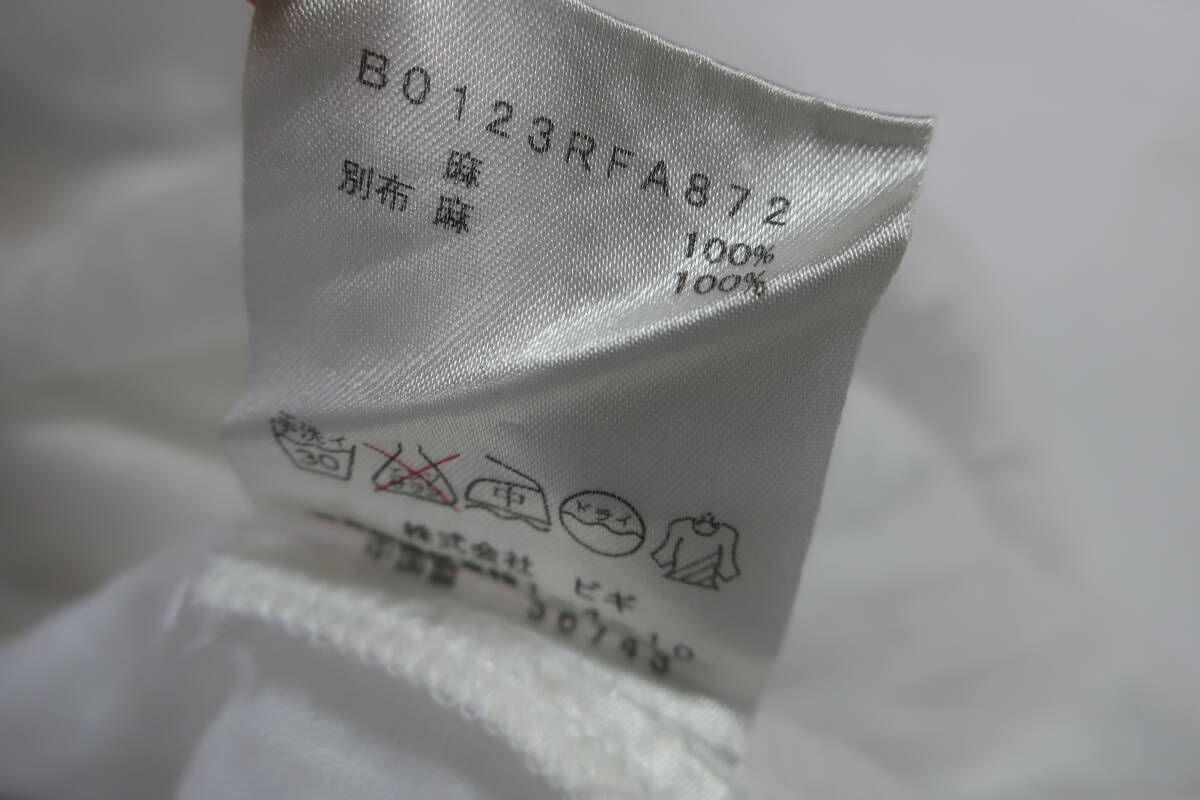 B0123RFA872
麻 100%
別布 麻 100%
手洗イ 30 中 ドライ
株式会社 ビギ